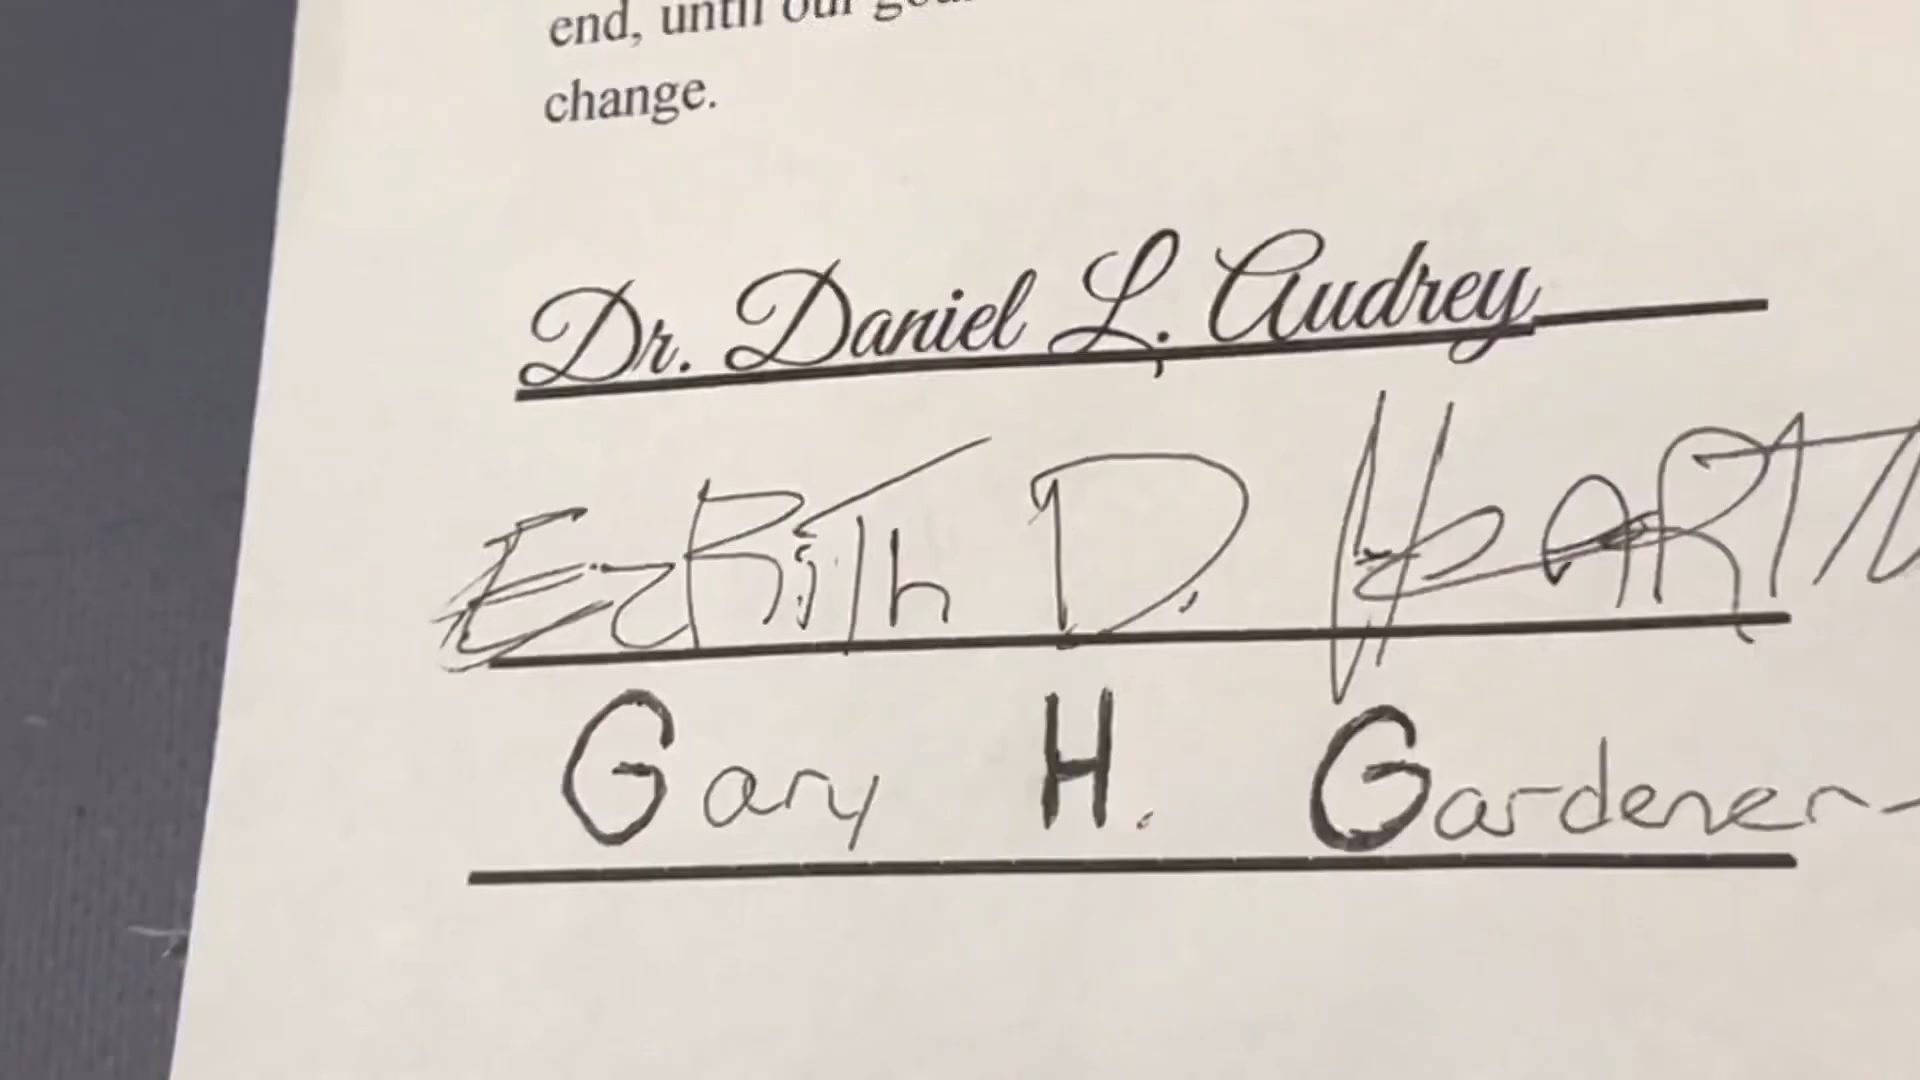 end, until our
change.
Dr. Daniel L. Audrey
D.
Gary H. Gardener